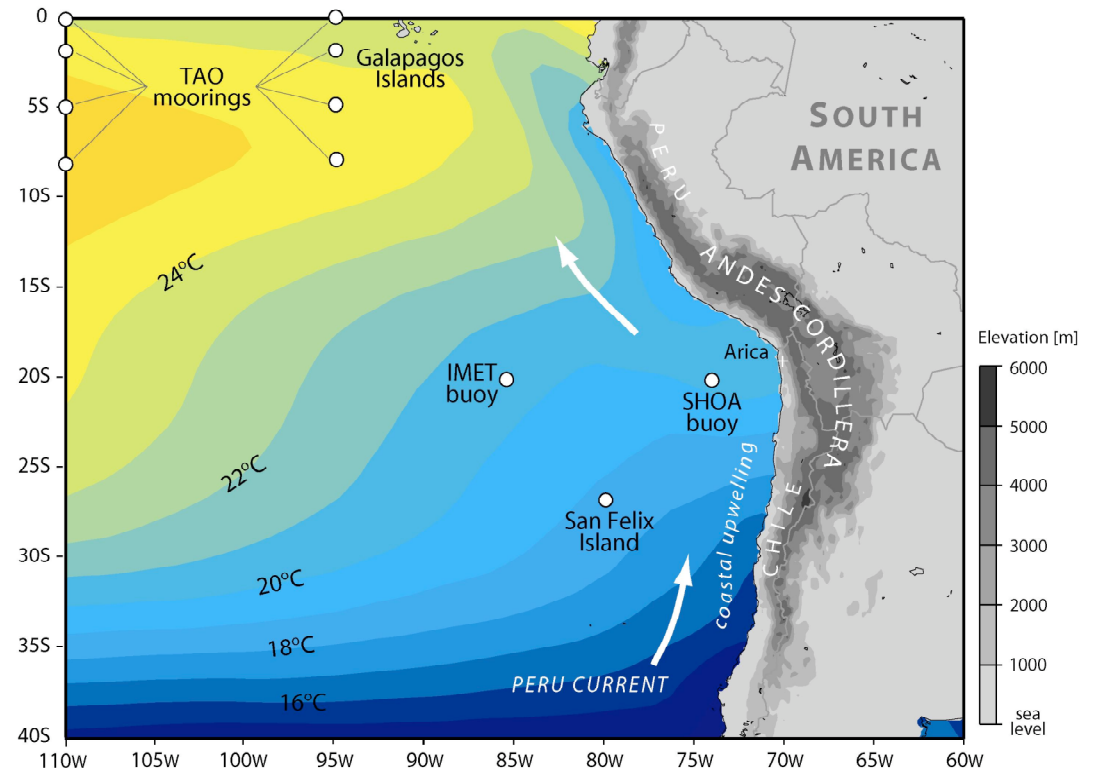 0
5S
10S
15S
20S
25S
30S
35S
40S
110W
105W
100W
95W
90W
85W
80W
75W
70W
65W
60W
TAO
moorings
Galapagos
Islands
SOUTH
AMERICA
PERU
ANDES CORDILLERA
CHILE
24°C
22°C
20°C
18°C
16°C
IMET
buoy
Arica
SHOA
buoy
San Felix
Island
coastal upwelling
PERU CURRENT
Elevation [m]
6000
5000
4000
3000
2000
1000
sea
level